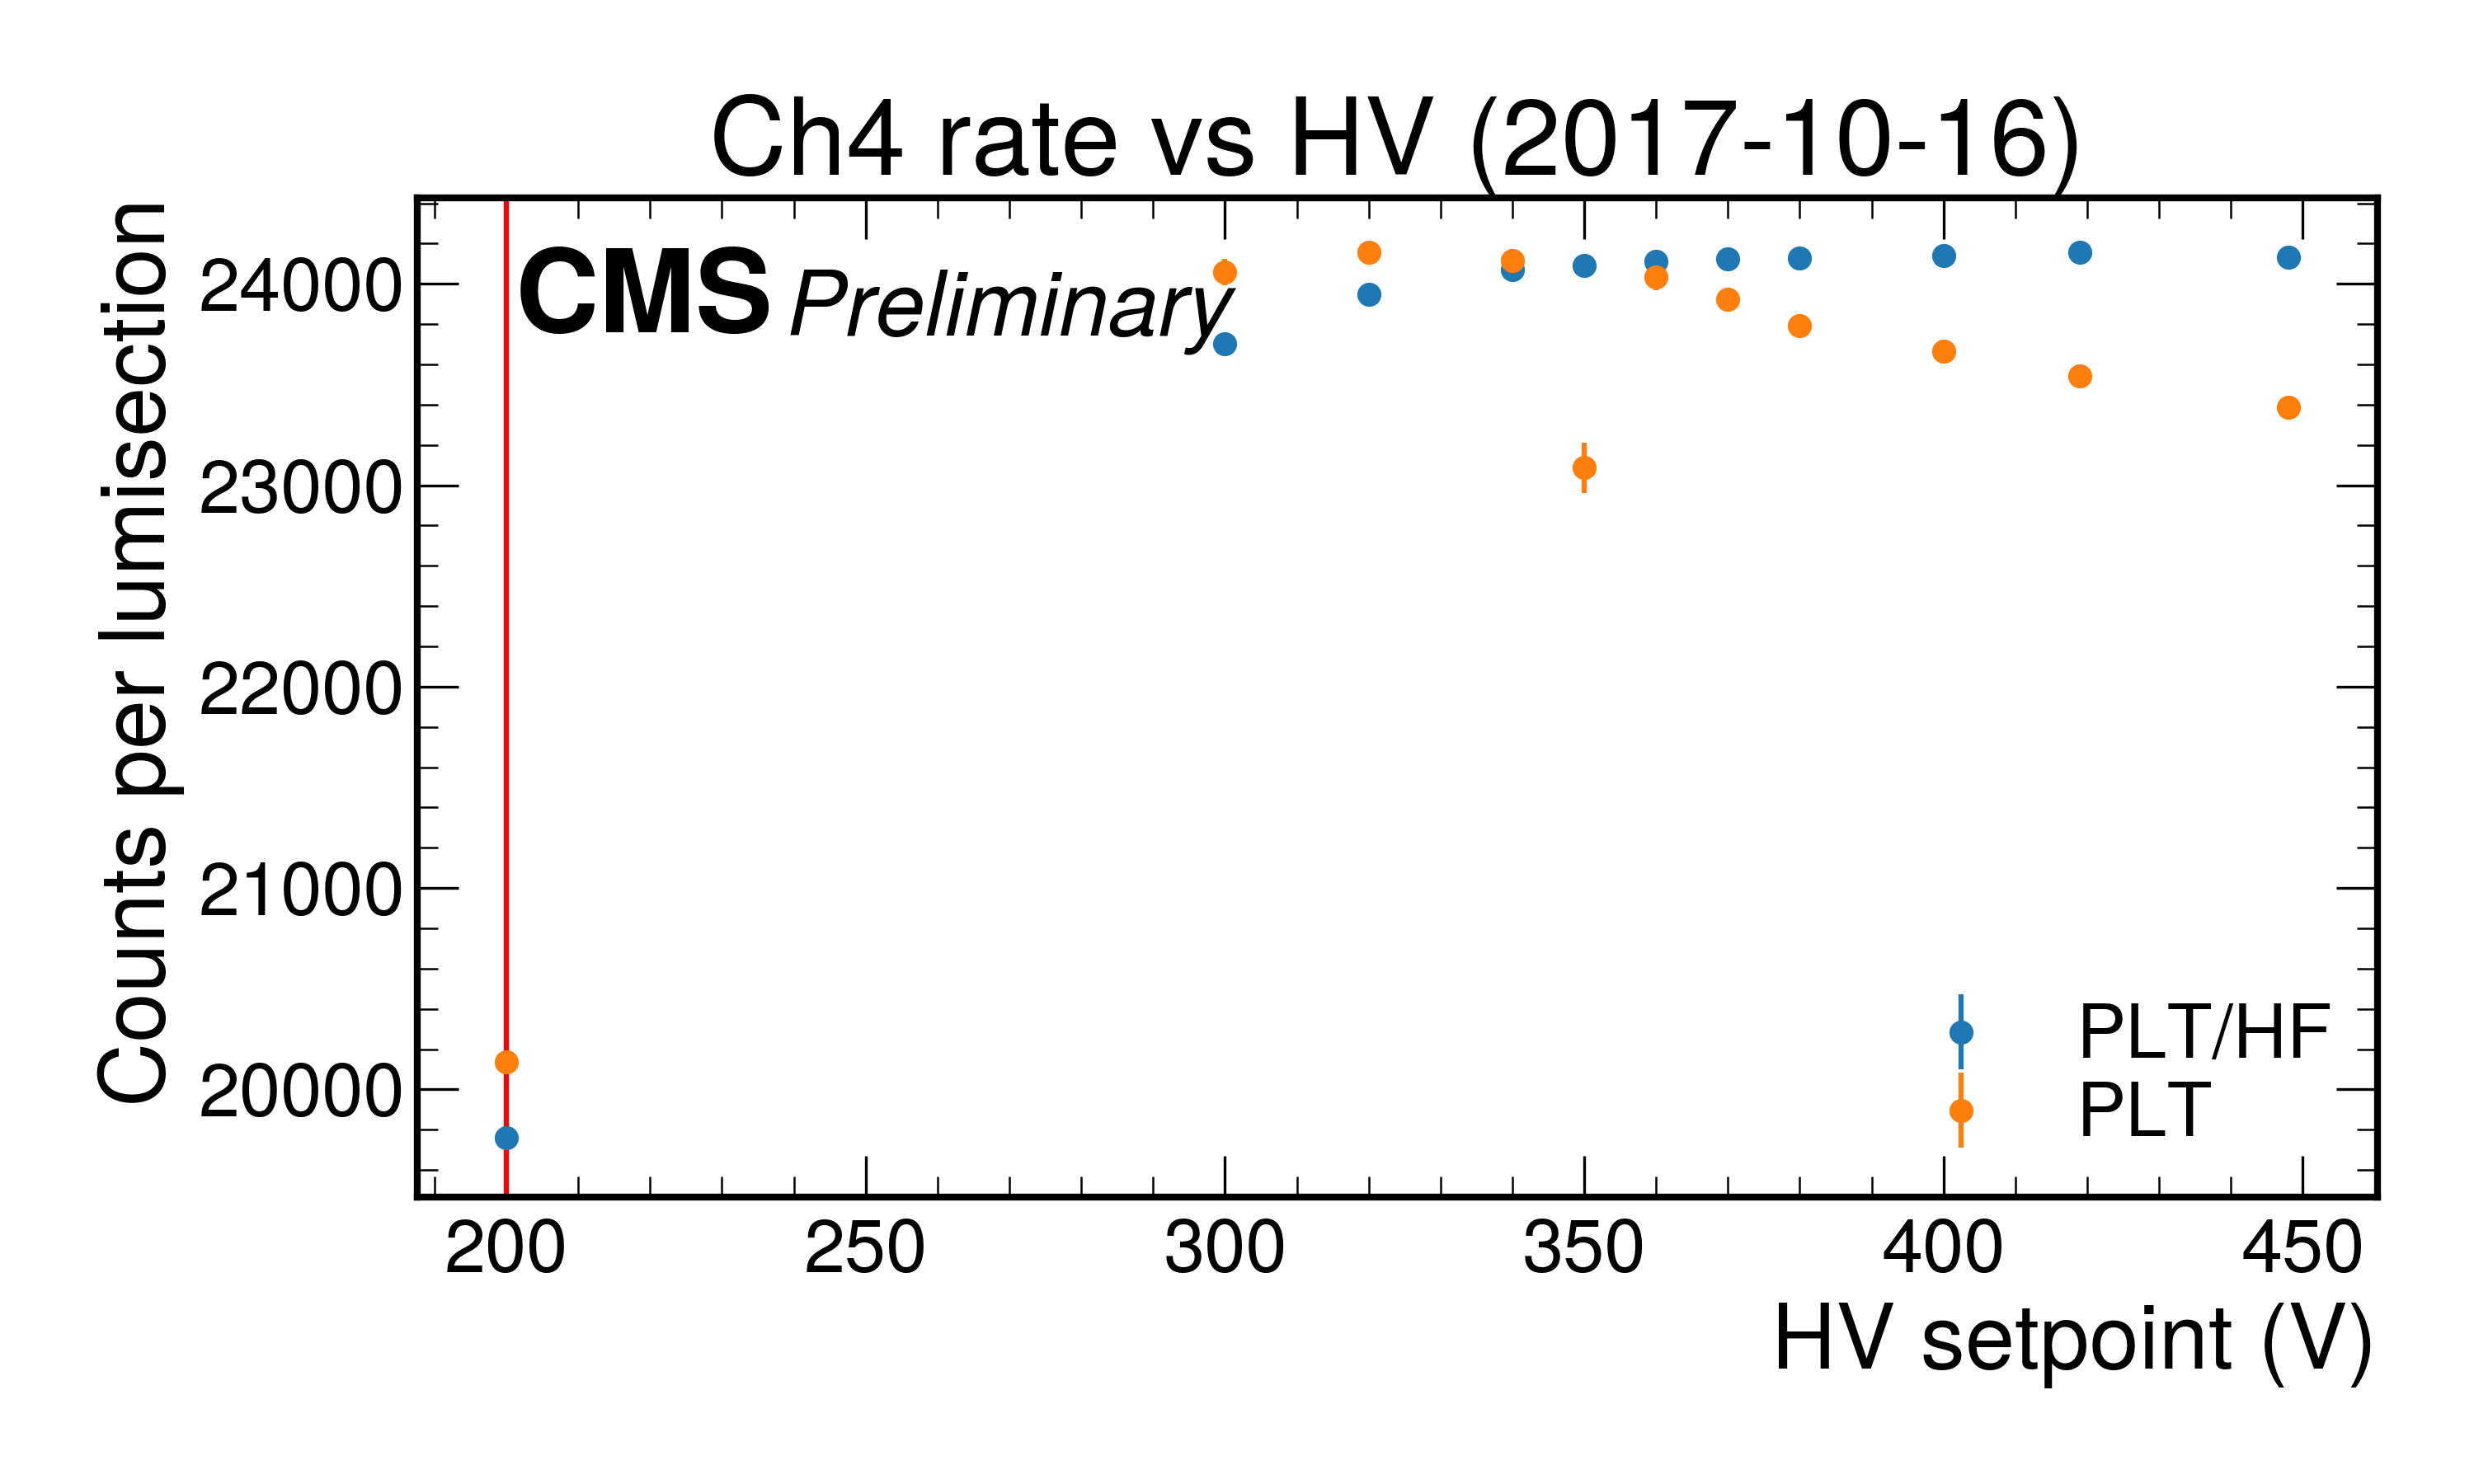 Ch4 rate vs HV (2017-10-16)
CMS Preliminary
Counts per lumisection
24000
23000
22000
21000
20000
PLT/HF
PLT
200 250 300 350 400 450
HV setpoint (V)